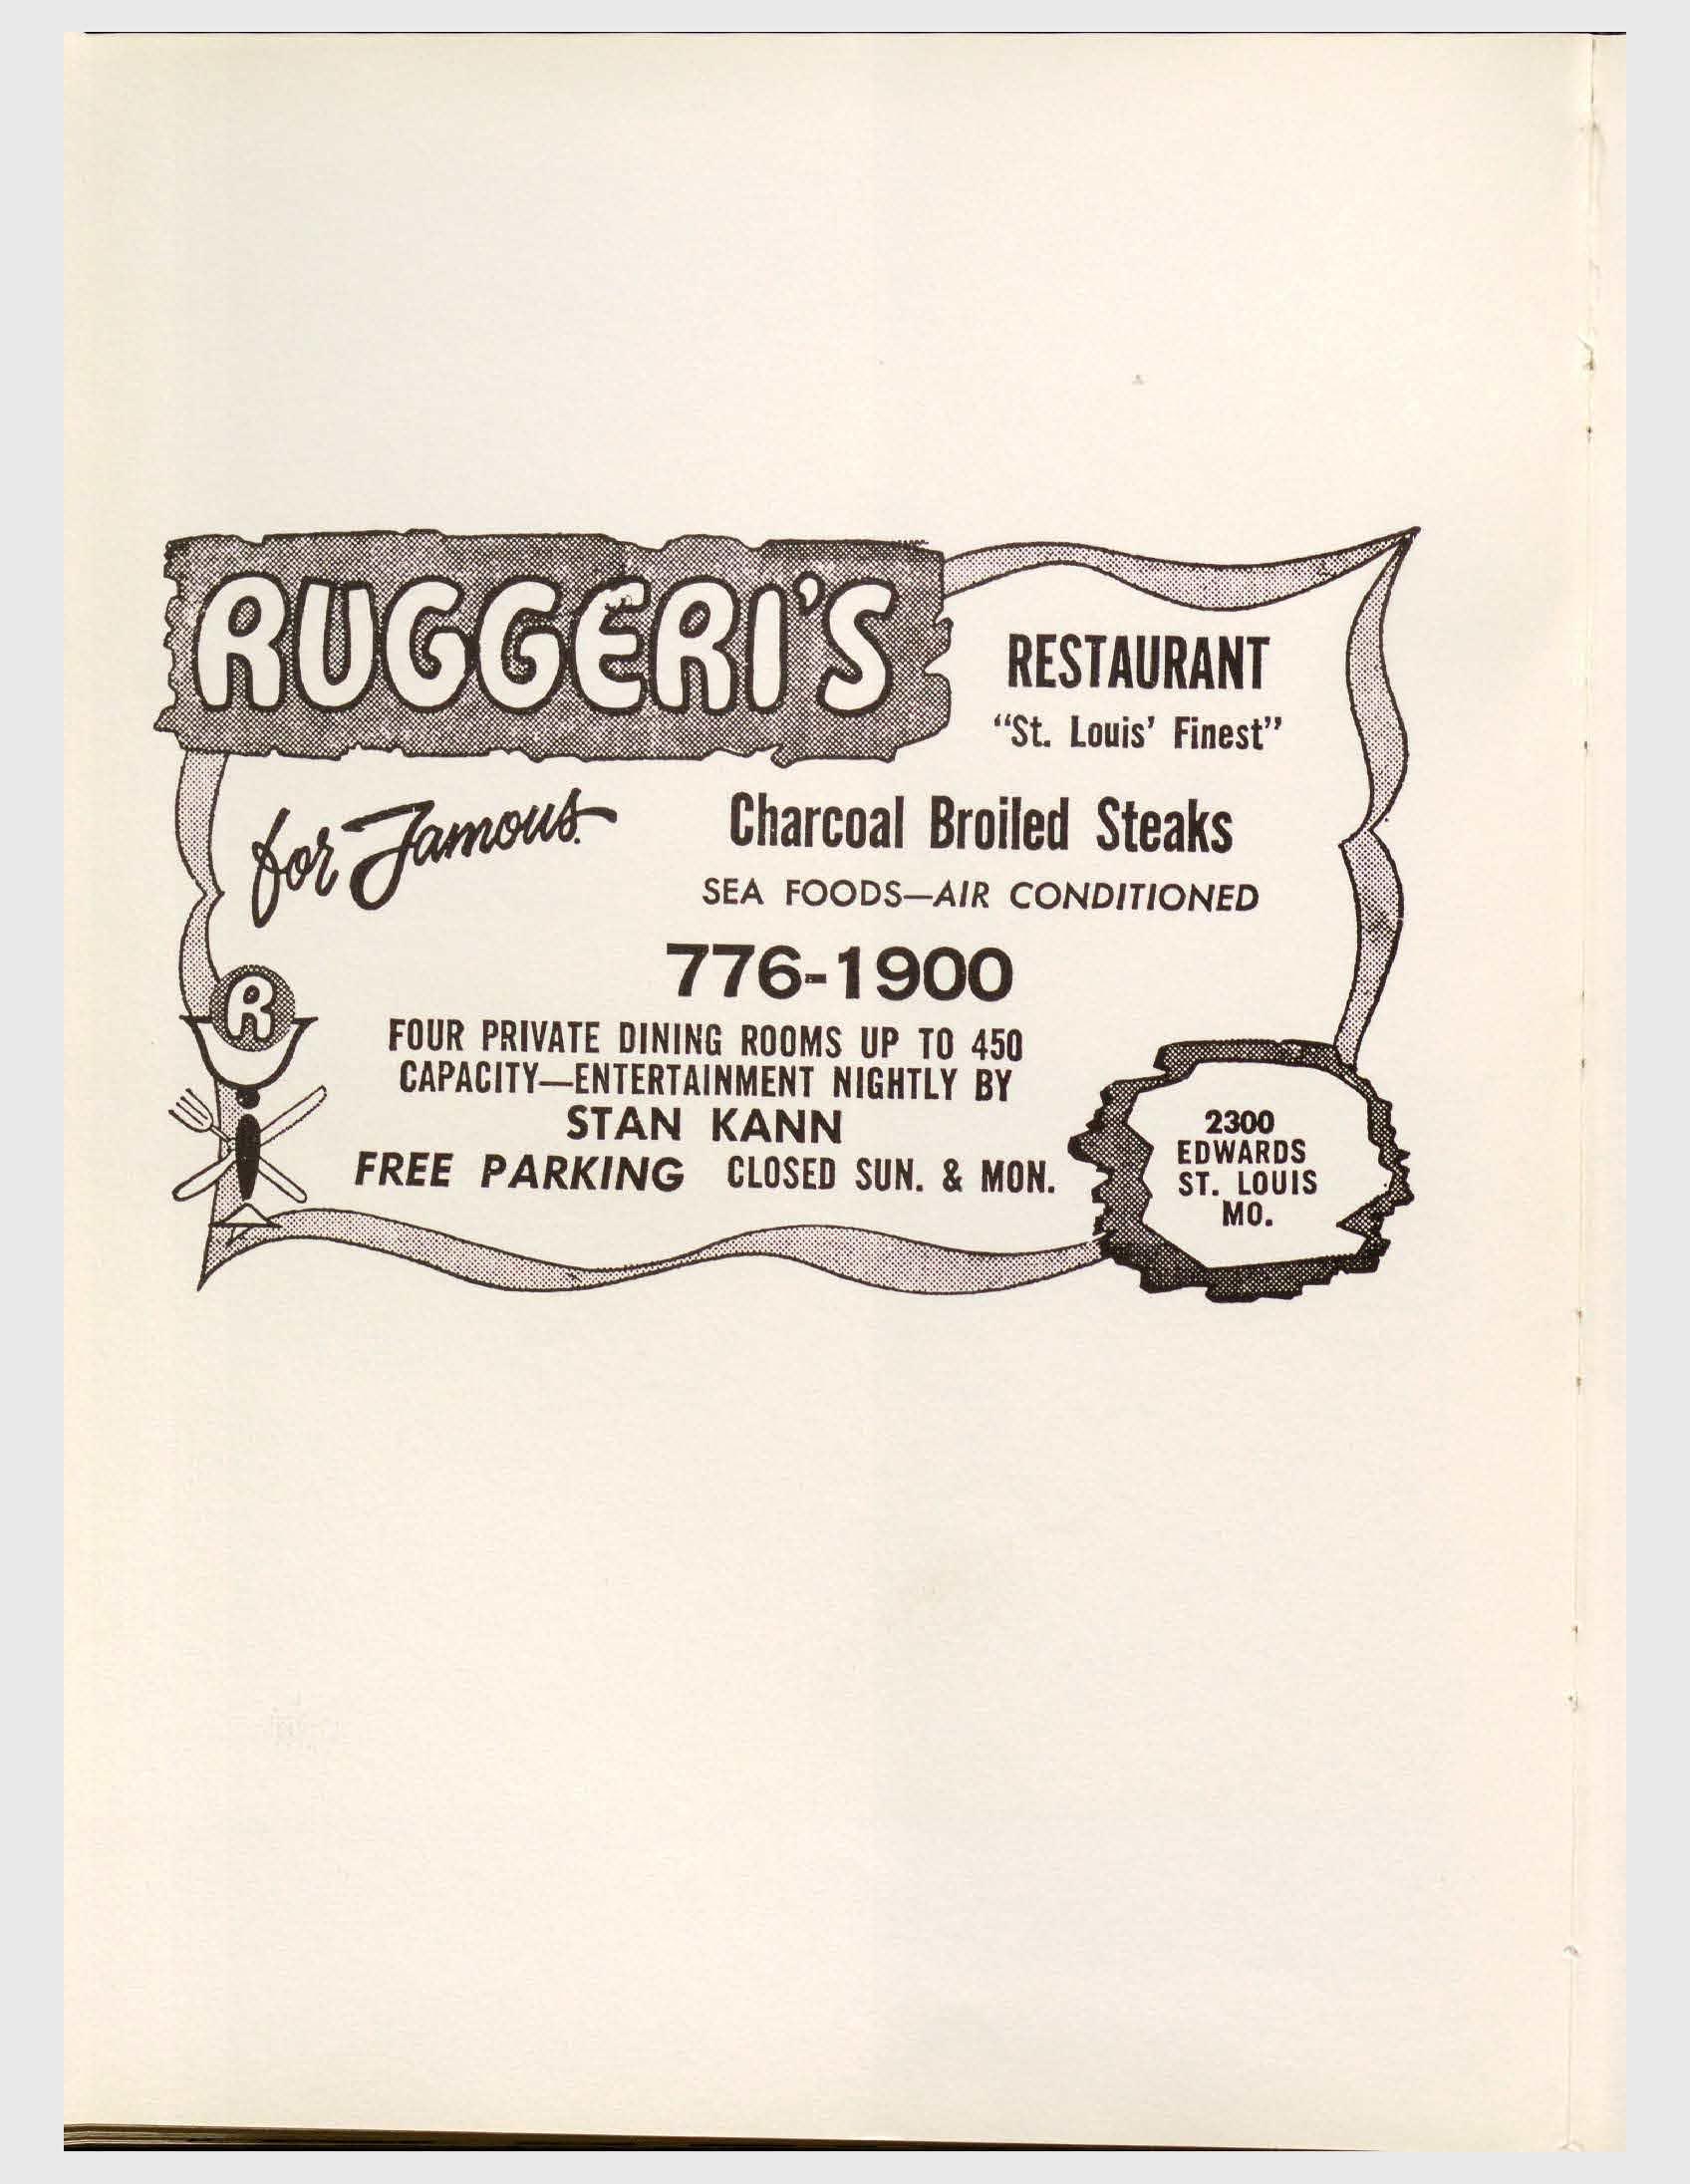 RUGGERI'S
RESTAURANT
"St. Louis' Finest"
for Famous
Charcoal Broiled Steaks
SEA FOODS—AIR CONDITIONED
776-1900
R
FOUR PRIVATE DINING ROOMS UP TO 450
CAPACITY—ENTERTAINMENT NIGHTLY BY
STAN KANN
FREE PARKING CLOSED SUN. & MON.
2300
EDWARDS
ST. LOUIS
MO.